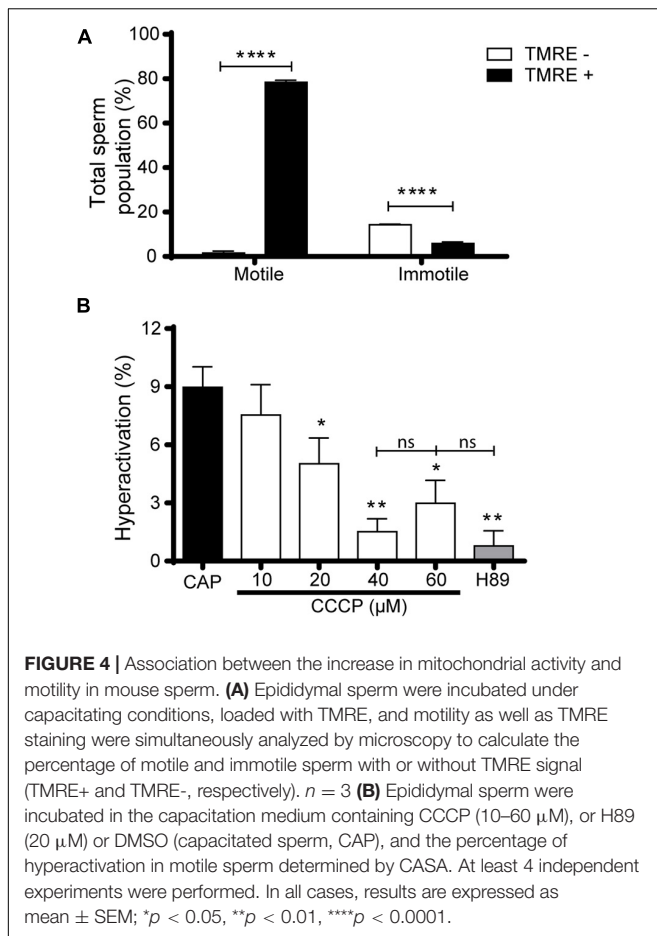 A
****
****
TMRE -
TMRE +
Total sperm
population (%)
100
80
60
40
20
0
Motile
Immotile
B
Hyperactivation (%)
12
9
6
3
0
*
**
ns
*
ns
**
CAP
10
20
40
60
H89
CCCP (µM)
FIGURE 4 | Association between the increase in mitochondrial activity and
motility in mouse sperm. (A) Epididymal sperm were incubated under
capacitating conditions, loaded with TMRE, and motility as well as TMRE
staining were simultaneously analyzed by microscopy to calculate the
percentage of motile and immotile sperm with or without TMRE signal
(TMRE+ and TMRE-, respectively). n = 3 (B) Epididymal sperm were
incubated in the capacitation medium containing CCCP (10–60 µM), or H89
(20 µM) or DMSO (capacitated sperm, CAP), and the percentage of
hyperactivation in motile sperm determined by CASA. At least 4 independent
experiments were performed. In all cases, results are expressed as
mean ± SEM; *p < 0.05, **p < 0.01, ****p < 0.0001.